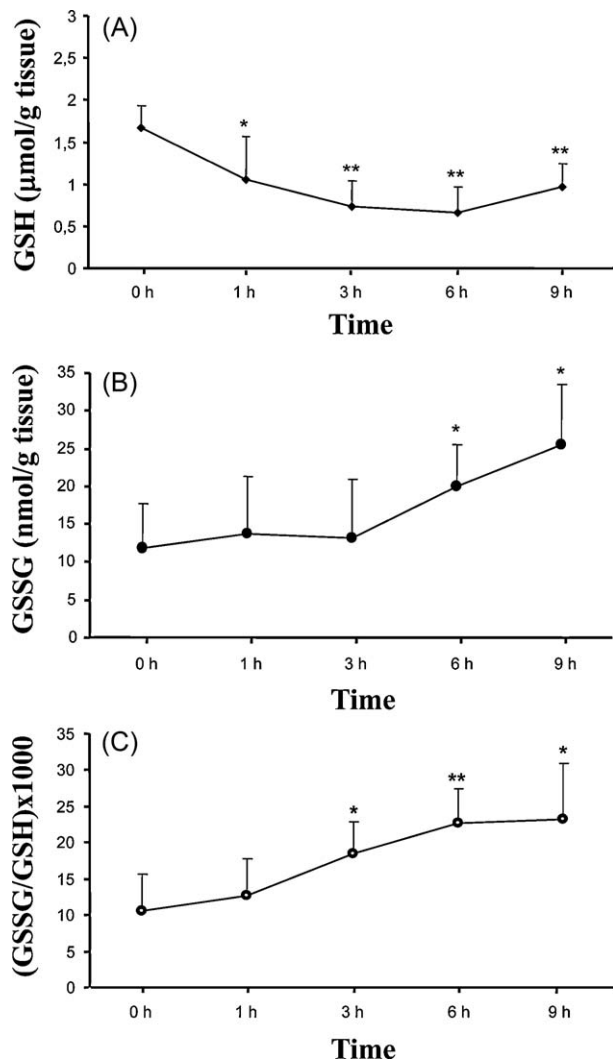 (A)
GSH (μmol/g tissue)
3
2,5
2
1,5
1
0,5
0
*
**
**
**
0 h 1 h 3 h 6 h 9 h
Time
(B)
GSSG (nmol/g tissue)
35
30
25
20
15
10
5
0
*
*
0 h 1 h 3 h 6 h 9 h
Time
(C)
(GSSG/GSH)x1000
35
30
25
20
15
10
5
0
*
**
*
0 h 1 h 3 h 6 h 9 h
Time